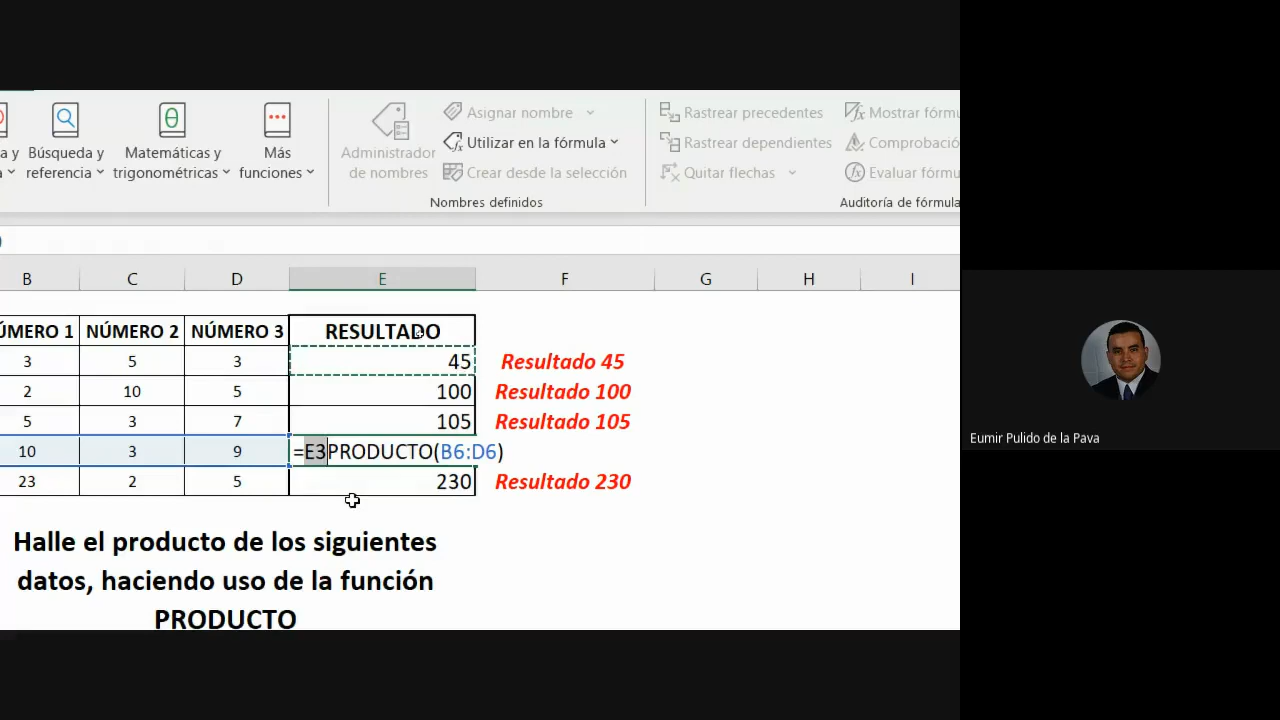 Asignar nombre
Rastrear precedentes
Mostrar fórmu
a y
Búsqueda y
Matemáticas y
Más
Administrador
Utilizar en la fórmula
Rastrear dependientes
Comprobació
a
referencia
trigonométricas
funciones
de nombres
Crear desde la selección
Quitar flechas
Evaluar fórmu
Nombres definidos
Auditoría de fórmula
)
B C D E F G H I
ÚMERO 1 NÚMERO 2 NÚMERO 3 RESULTADO
3 5 3 45 Resultado 45
2 10 5 100 Resultado 100
5 3 7 105 Resultado 105
10 3 9 =E3PRODUCTO(B6:D6)
23 2 5 230 Resultado 230
Halle el producto de los siguientes
datos, haciendo uso de la función
PRODUCTO
Eumir Pulido de la Pava